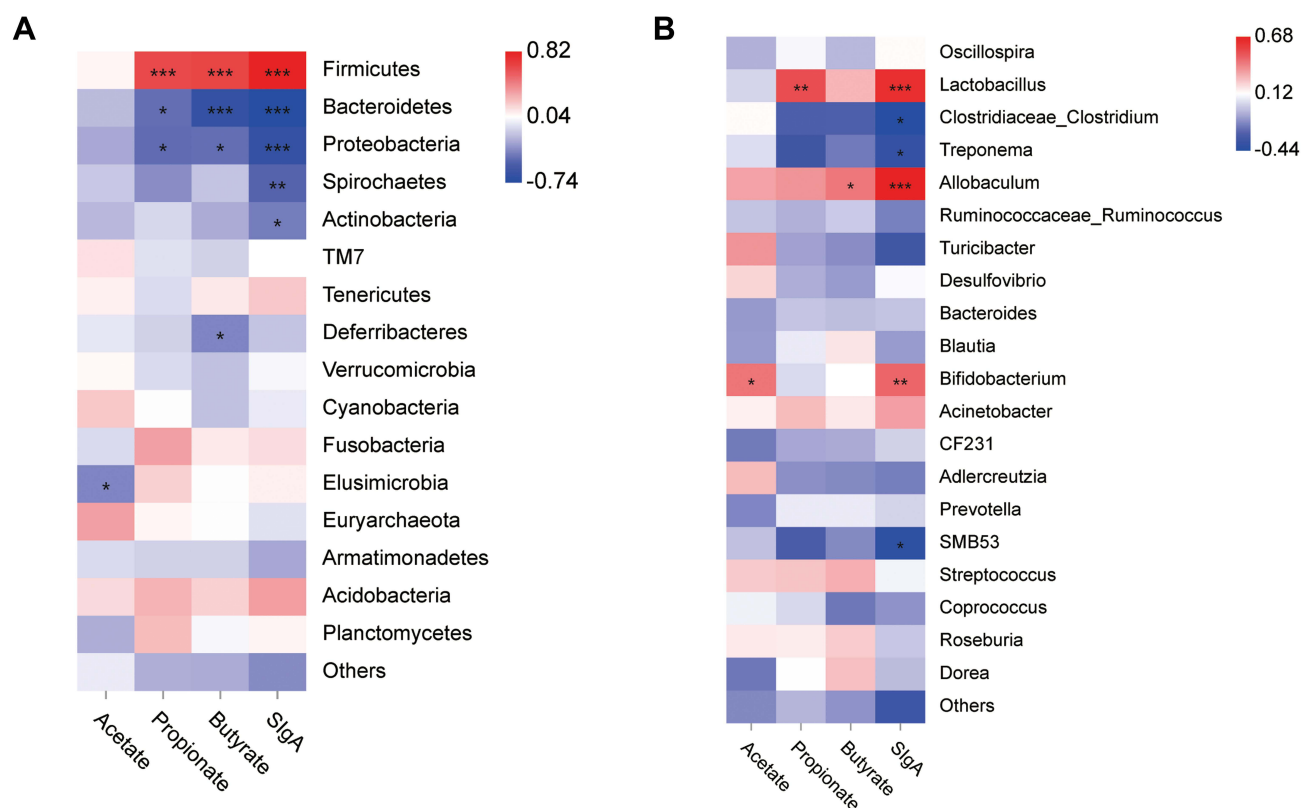 A
*** *** *** Firmicutes
* *** *** Bacteroidetes
* * *** Proteobacteria
** Spirochaetes
* Actinobacteria
TM7
Tenericutes
* Deferribacteres
Verrucomicrobia
Cyanobacteria
Fusobacteria
* Elusimicrobia
Euryarchaeota
Armatimonadetes
Acidobacteria
Planctomycetes
Others
Acetate
Propionate
Butyrate
SIgA
0.82
0.04
-0.74
B
Oscillospira
** *** Lactobacillus
* Clostridiaceae_Clostridium
* Treponema
* *** Allobaculum
Ruminococcaceae_Ruminococcus
Turicibacter
Desulfovibrio
Bacteroides
Blautia
* ** Bifidobacterium
Acinetobacter
CF231
Adlercreutzia
Prevotella
* SMB53
Streptococcus
Coprococcus
Roseburia
Dorea
Others
Acetate
Propionate
Butyrate
SIgA
0.68
0.12
-0.44